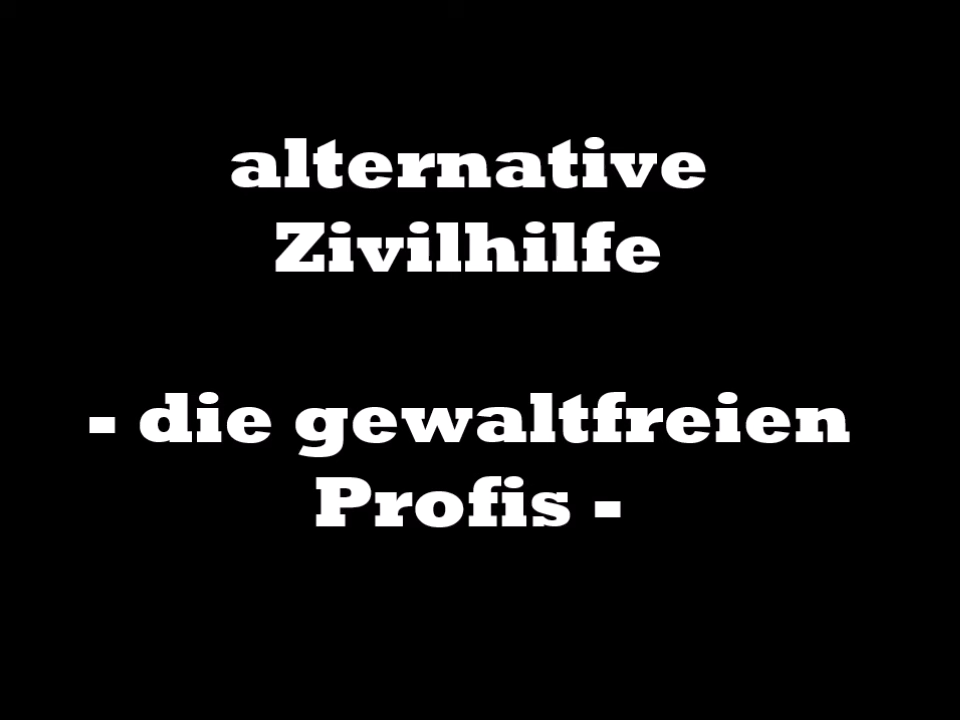 alternative
Zivilhilfe
- die gewaltfreien
Profis -